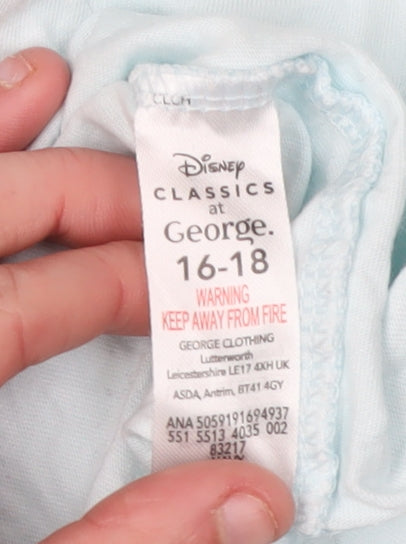 Disney
CLASSICS
at
George.
16-18
WARNING
KEEP AWAY FROM FIRE
GEORGE CLOTHING
Lutterworth
Leicestershire LE17 4XH UK
ASDA, Antrim, BT41 4GY
ANA 5059191694937
551 5513 4035 002
83217